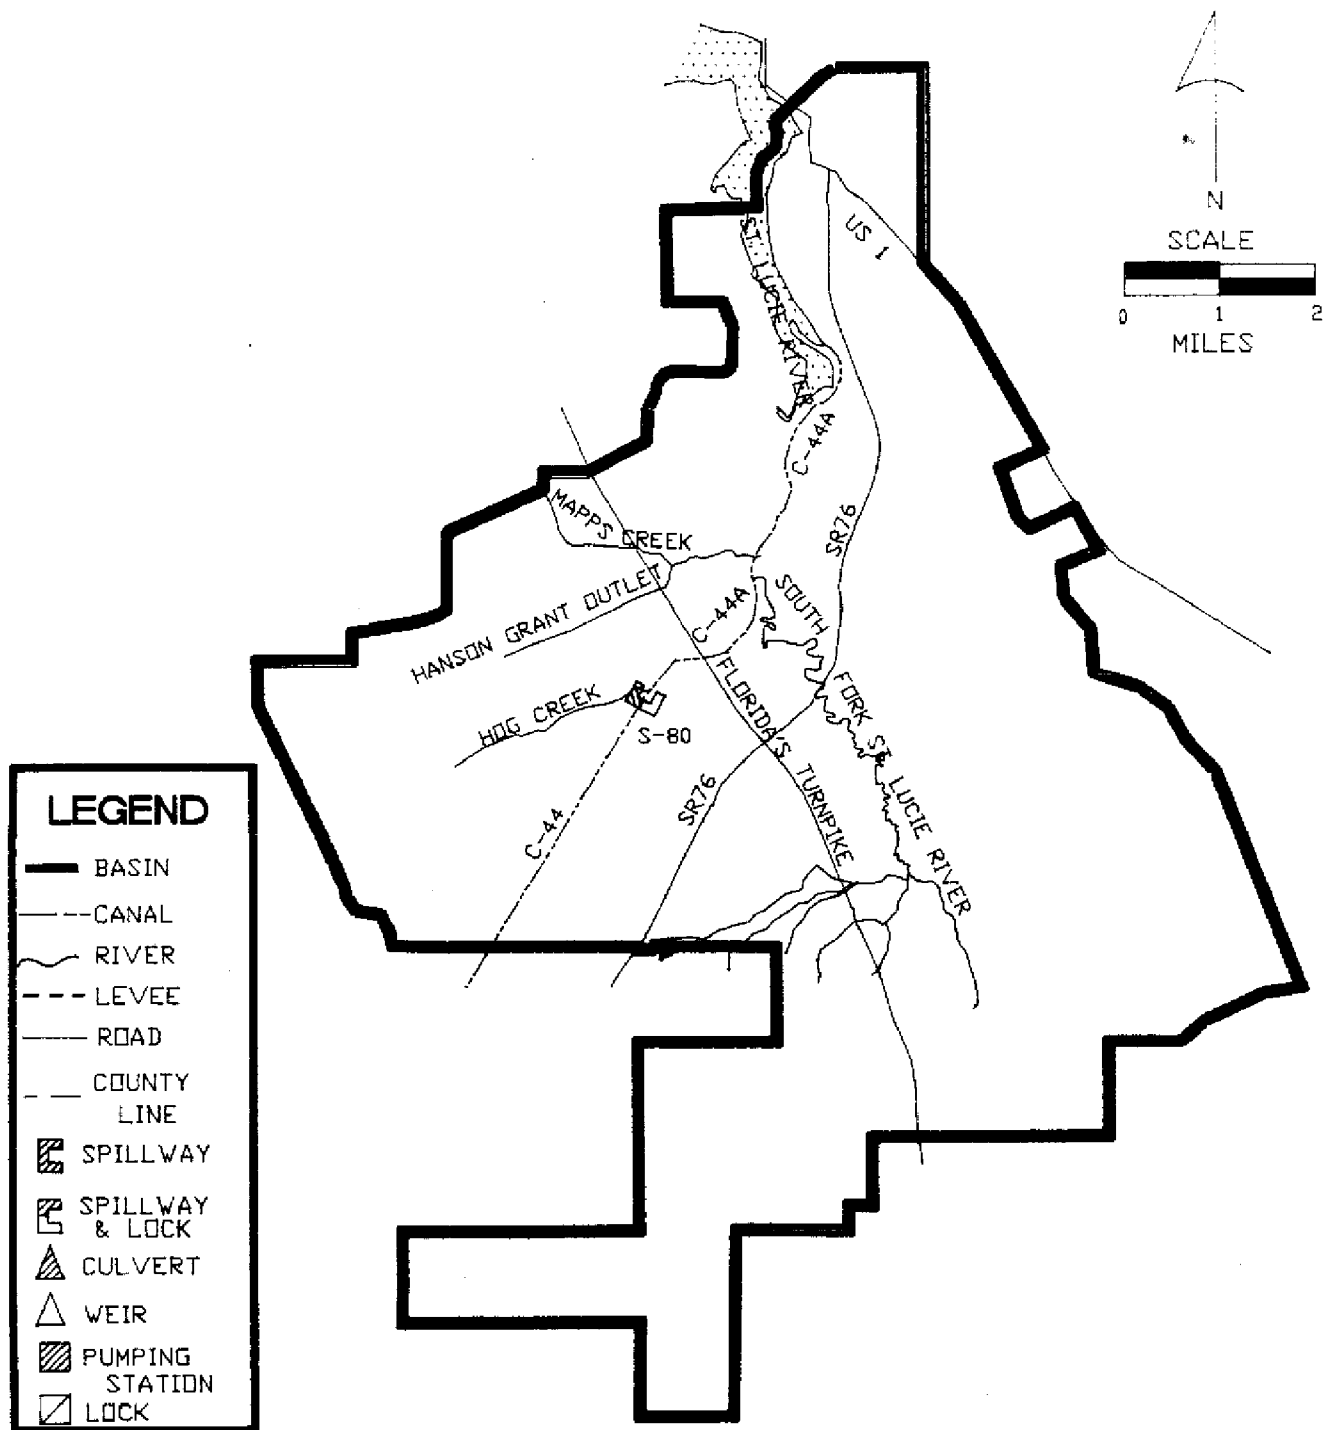 N
SCALE
0 1 2
MILES
US 1
ST. LUCIE RIVER
C-44A
SR76
MAPPS CREEK
HANSON GRANT OUTLET
C-44A
SOUTH FORK ST. LUCIE RIVER
HOG CREEK
S-80
FLORIDA'S TURNPIKE
SR76
C-44
LEGEND
BASIN
CANAL
RIVER
LEVEE
ROAD
COUNTY
LINE
SPILLWAY
SPILLWAY
& LOCK
CULVERT
WEIR
PUMPING
STATION
LOCK